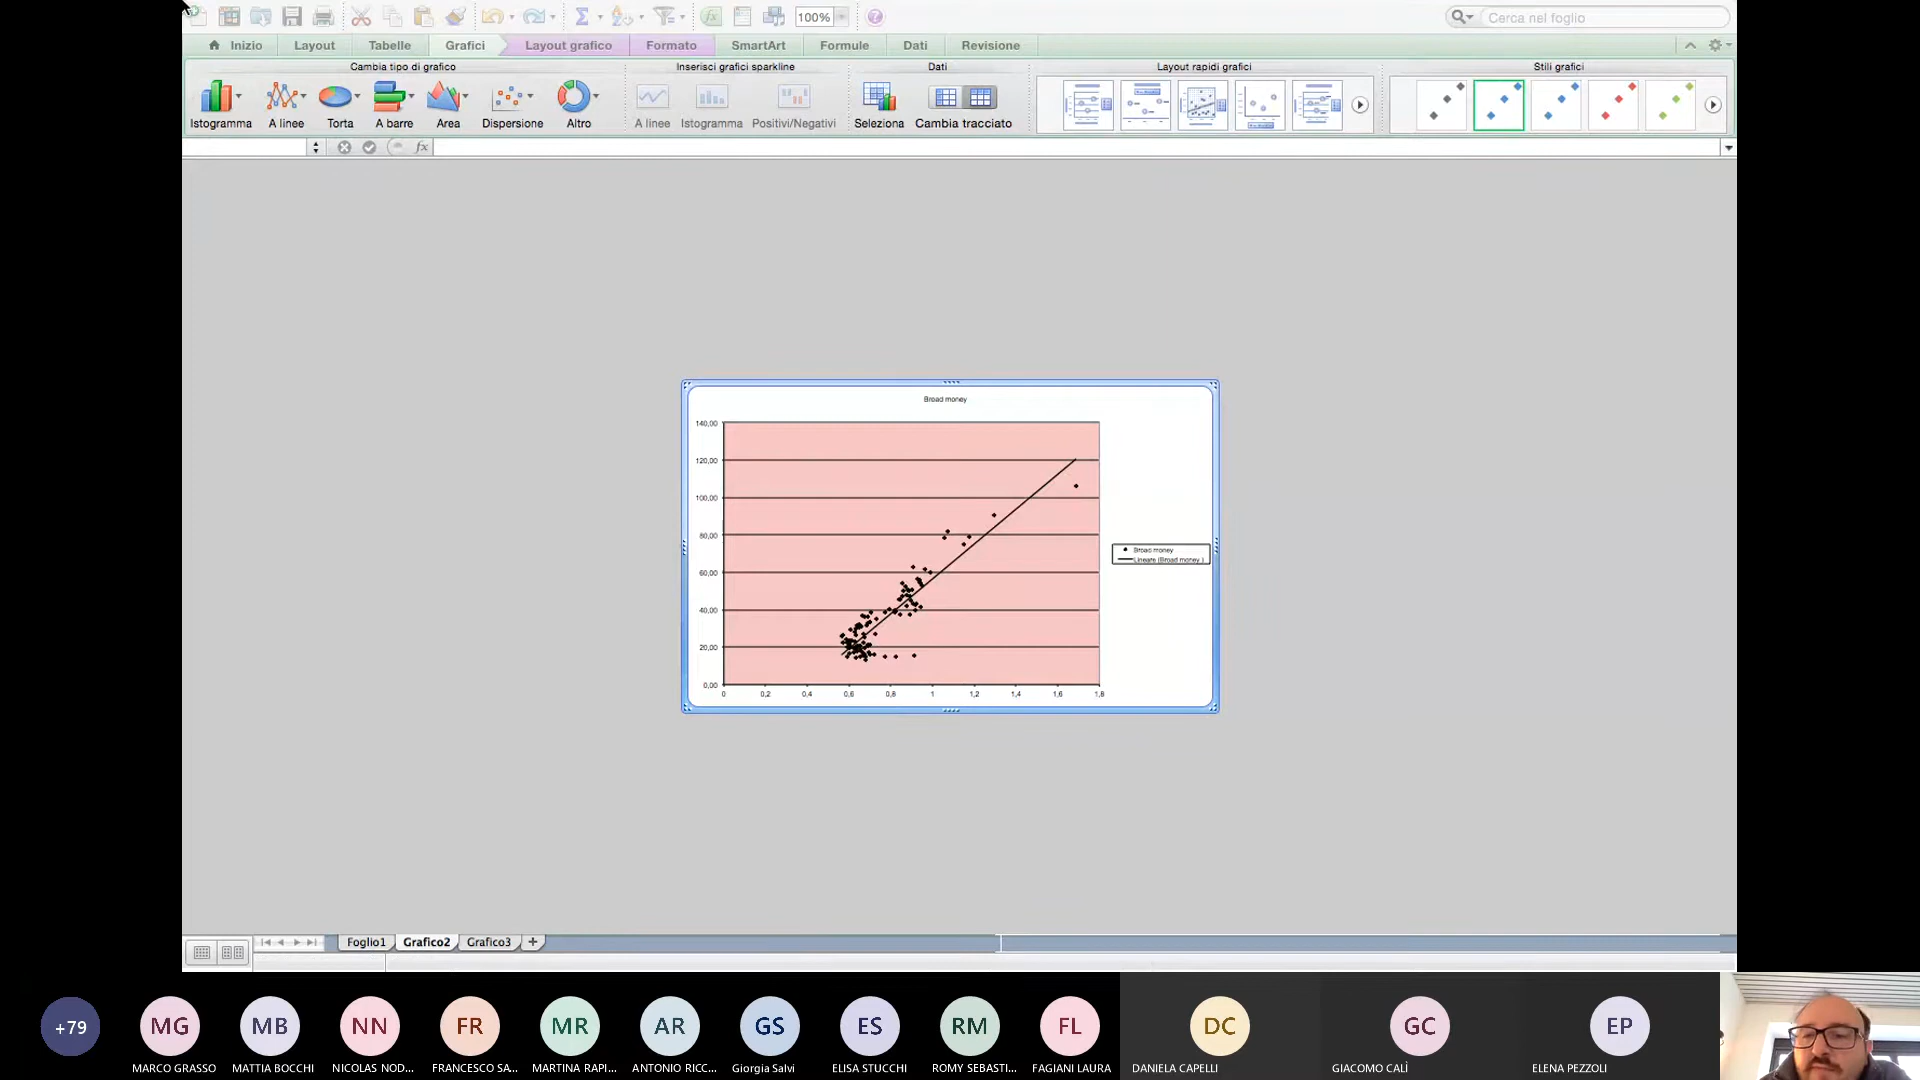 100%
Cerca nel foglio
Inizio
Layout
Tabelle
Grafici
Layout grafico
Formato
SmartArt
Formule
Dati
Revisione
Cambia tipo di grafico
Inserisci grafici sparkline
Dati
Layout rapidi grafici
Stili grafici
Istogramma
A linee
Torta
A barre
Area
Dispersione
Altro
A linee
Istogramma
Positivi/Negativi
Seleziona
Cambia tracciato
fx
Broad money
140,00
120,00
100,00
80,00
60,00
40,00
20,00
0,00
0 0,2 0,4 0,6 0,8 1 1,2 1,4 1,6 1,8
Broad money
Lineare (Broad money )
Foglio1
Grafico2
Grafico3
+79
MG
MB
NN
FR
MR
AR
GS
ES
RM
FL
DC
GC
EP
MARCO GRASSO
MATTIA BOCCHI
NICOLAS NOD...
FRANCESCO SA...
MARTINA RAPI...
ANTONIO RICC...
Giorgia Salvi
ELISA STUCCHI
ROMY SEBASTI...
FAGIANI LAURA
DANIELA CAPELLI
GIACOMO CALÌ
ELENA PEZZOLI